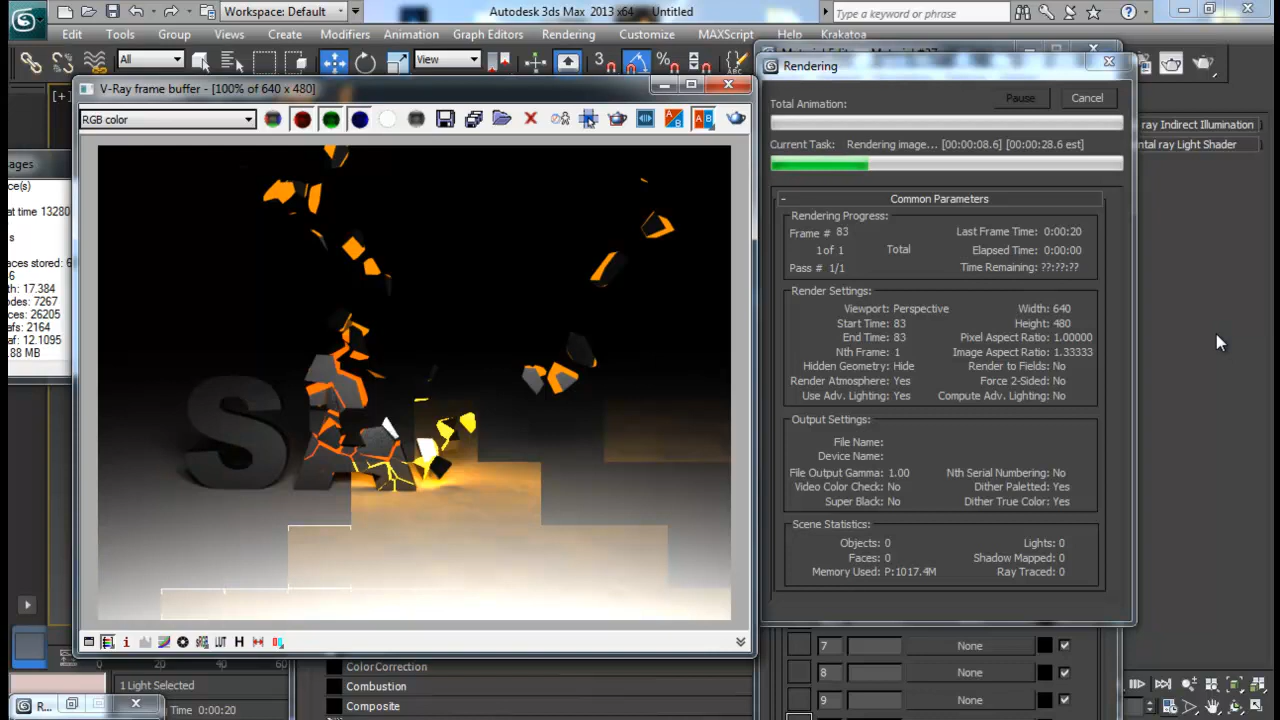 Workspace: Default
Autodesk 3ds Max 2013 x64
Untitled
Type a keyword or phrase
Edit
Tools
Group
Views
Create
Modifiers
Animation
Graph Editors
Rendering
Customize
MAXScript
Help
Krakatoa
All
View
3
[+]
Rendering
V-Ray frame buffer - [100% of 640 x 480]
RGB color
Total Animation:
Pause
Cancel
Current Task:
Rendering image... [00:00:08.6] [00:00:28.6 est]
ray Indirect Illumination
ntal ray Light Shader
ages
ce(s)
at time 13280
s
aces stored: 6
6
th: 17.384
odes: 7267
ces: 26205
afs: 2164
af: 12.1095
.88 MB
S
Common Parameters
Rendering Progress:
Frame # 83
Last Frame Time: 0:00:20
1 of 1
Total
Elapsed Time: 0:00:00
Pass # 1/1
Time Remaining: ??:??:??
Render Settings:
Viewport: Perspective
Width: 640
Start Time: 83
Height: 480
End Time: 83
Pixel Aspect Ratio: 1.00000
Nth Frame: 1
Image Aspect Ratio: 1.33333
Hidden Geometry: Hide
Render to Fields: No
Render Atmosphere: Yes
Force 2-Sided: No
Use Adv. Lighting: Yes
Compute Adv. Lighting: No
Output Settings:
File Name:
Device Name:
File Output Gamma: 1.00
Nth Serial Numbering: No
Video Color Check: No
Dither Paletted: Yes
Super Black: No
Dither True Color: Yes
Scene Statistics:
Objects: 0
Lights: 0
Faces: 0
Shadow Mapped: 0
Memory Used: P:1017.4M
Ray Traced: 0
LUT
H
7
None
8
None
9
None
0
20
40
60
ColorCorrection
Combustion
Composite
1 Light Selected
R...
Time 0:00:20